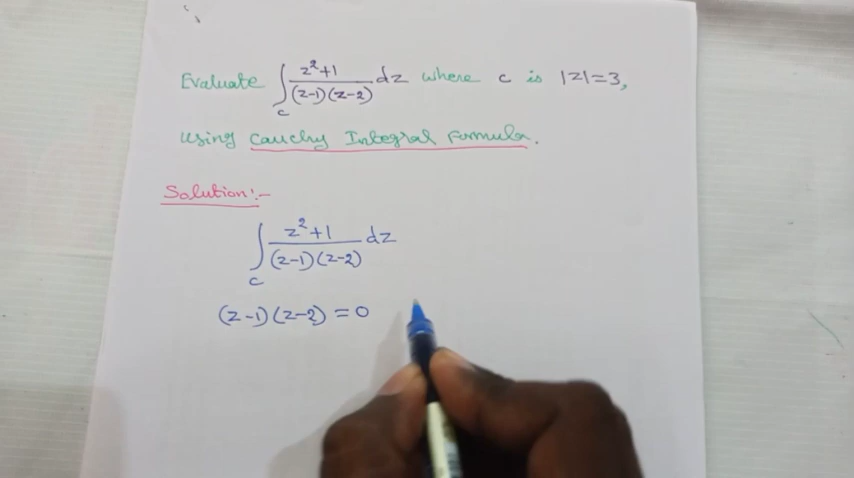 Evaluate ∫_c (z²+1)/((z-1)(z-2)) dz where c is |z|=3,
using Cauchy Integral Formula.
Solution:-
∫_c (z²+1)/((z-1)(z-2)) dz
(z-1)(z-2) = 0